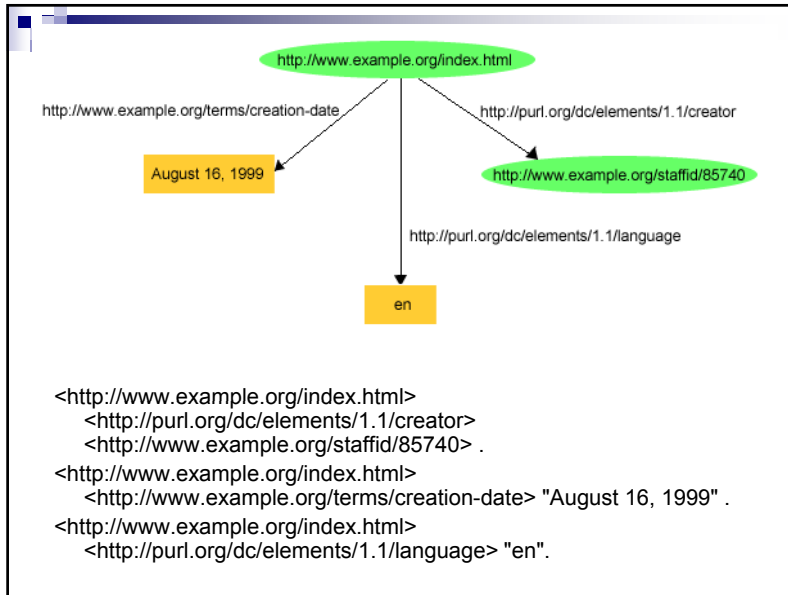 http://www.example.org/index.html
http://www.example.org/terms/creation-date
http://purl.org/dc/elements/1.1/creator
August 16, 1999
http://www.example.org/staffid/85740
http://purl.org/dc/elements/1.1/language
en
<http://www.example.org/index.html>
<http://purl.org/dc/elements/1.1/creator>
<http://www.example.org/staffid/85740> .
<http://www.example.org/index.html>
<http://www.example.org/terms/creation-date> "August 16, 1999" .
<http://www.example.org/index.html>
<http://purl.org/dc/elements/1.1/language> "en".